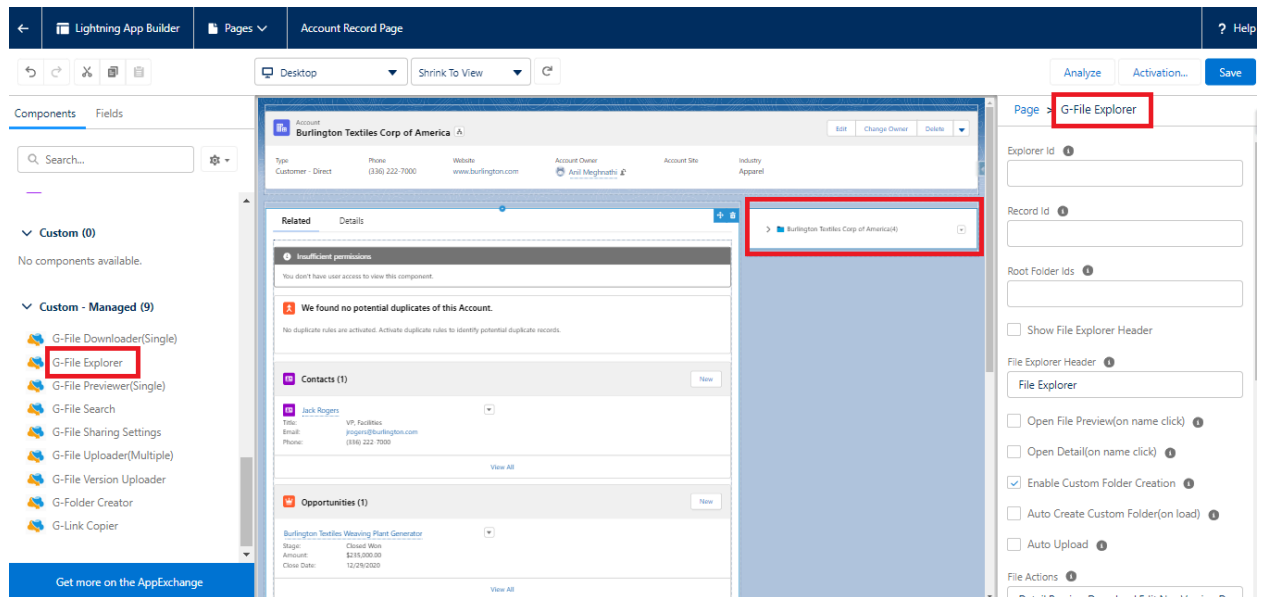 Lightning App Builder
Pages
Account Record Page
? Help
Desktop
Shrink To View
Analyze
Activation...
Save
Components
Fields
Search...
Custom (0)
No components available.
Custom - Managed (9)
G-File Downloader(Single)
G-File Explorer
G-File Previewer(Single)
G-File Search
G-File Sharing Settings
G-File Uploader(Multiple)
G-File Version Uploader
G-Folder Creator
G-Link Copier
Get more on the AppExchange
Account
Burlington Textiles Corp of America
Edit
Change Owner
Delete
Type
Phone
Website
Account Owner
Account Site
Industry
Customer - Direct
(336) 222-7000
www.burlington.com
Anil Meghnathi
Apparel
Related
Details
Insufficient permissions
You don't have user access to view this component.
We found no potential duplicates of this Account.
No duplicate rules are activated. Activate duplicate rules to identify potential duplicate records.
Contacts (1)
New
Jack Rogers
Title: VP, Facilities
Email: jrogers@burlington.com
Phone: (336) 222-7000
View All
Opportunities (1)
New
Burlington Textiles Weaving Plant Generator
Stage: Closed Won
Amount: $235,000.00
Close Date: 12/29/2020
View All
Burlington Textiles Corp of America(4)
Page > G-File Explorer
Explorer Id
Record Id
Root Folder Ids
Show File Explorer Header
File Explorer Header
File Explorer
Open File Preview(on name click)
Open Detail(on name click)
Enable Custom Folder Creation
Auto Create Custom Folder(on load)
Auto Upload
File Actions